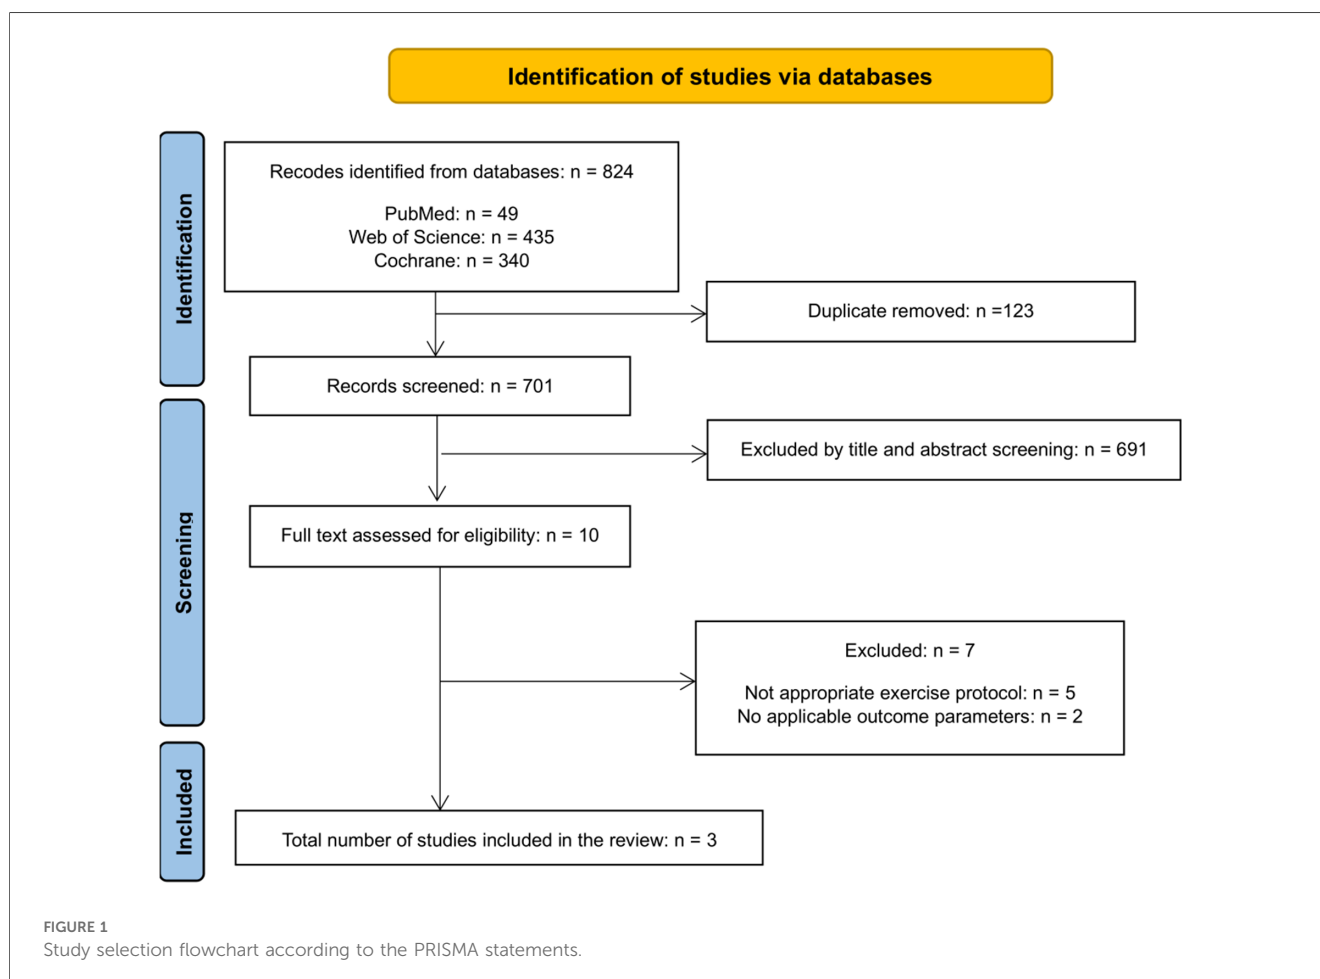 Identification of studies via databases
Identification
Recodes identified from databases: n = 824
PubMed: n = 49
Web of Science: n = 435
Cochrane: n = 340
Duplicate removed: n =123
Records screened: n = 701
Screening
Excluded by title and abstract screening: n = 691
Full text assessed for eligibility: n = 10
Excluded: n = 7
Not appropriate exercise protocol: n = 5
No applicable outcome parameters: n = 2
Included
Total number of studies included in the review: n = 3
FIGURE 1
Study selection flowchart according to the PRISMA statements.